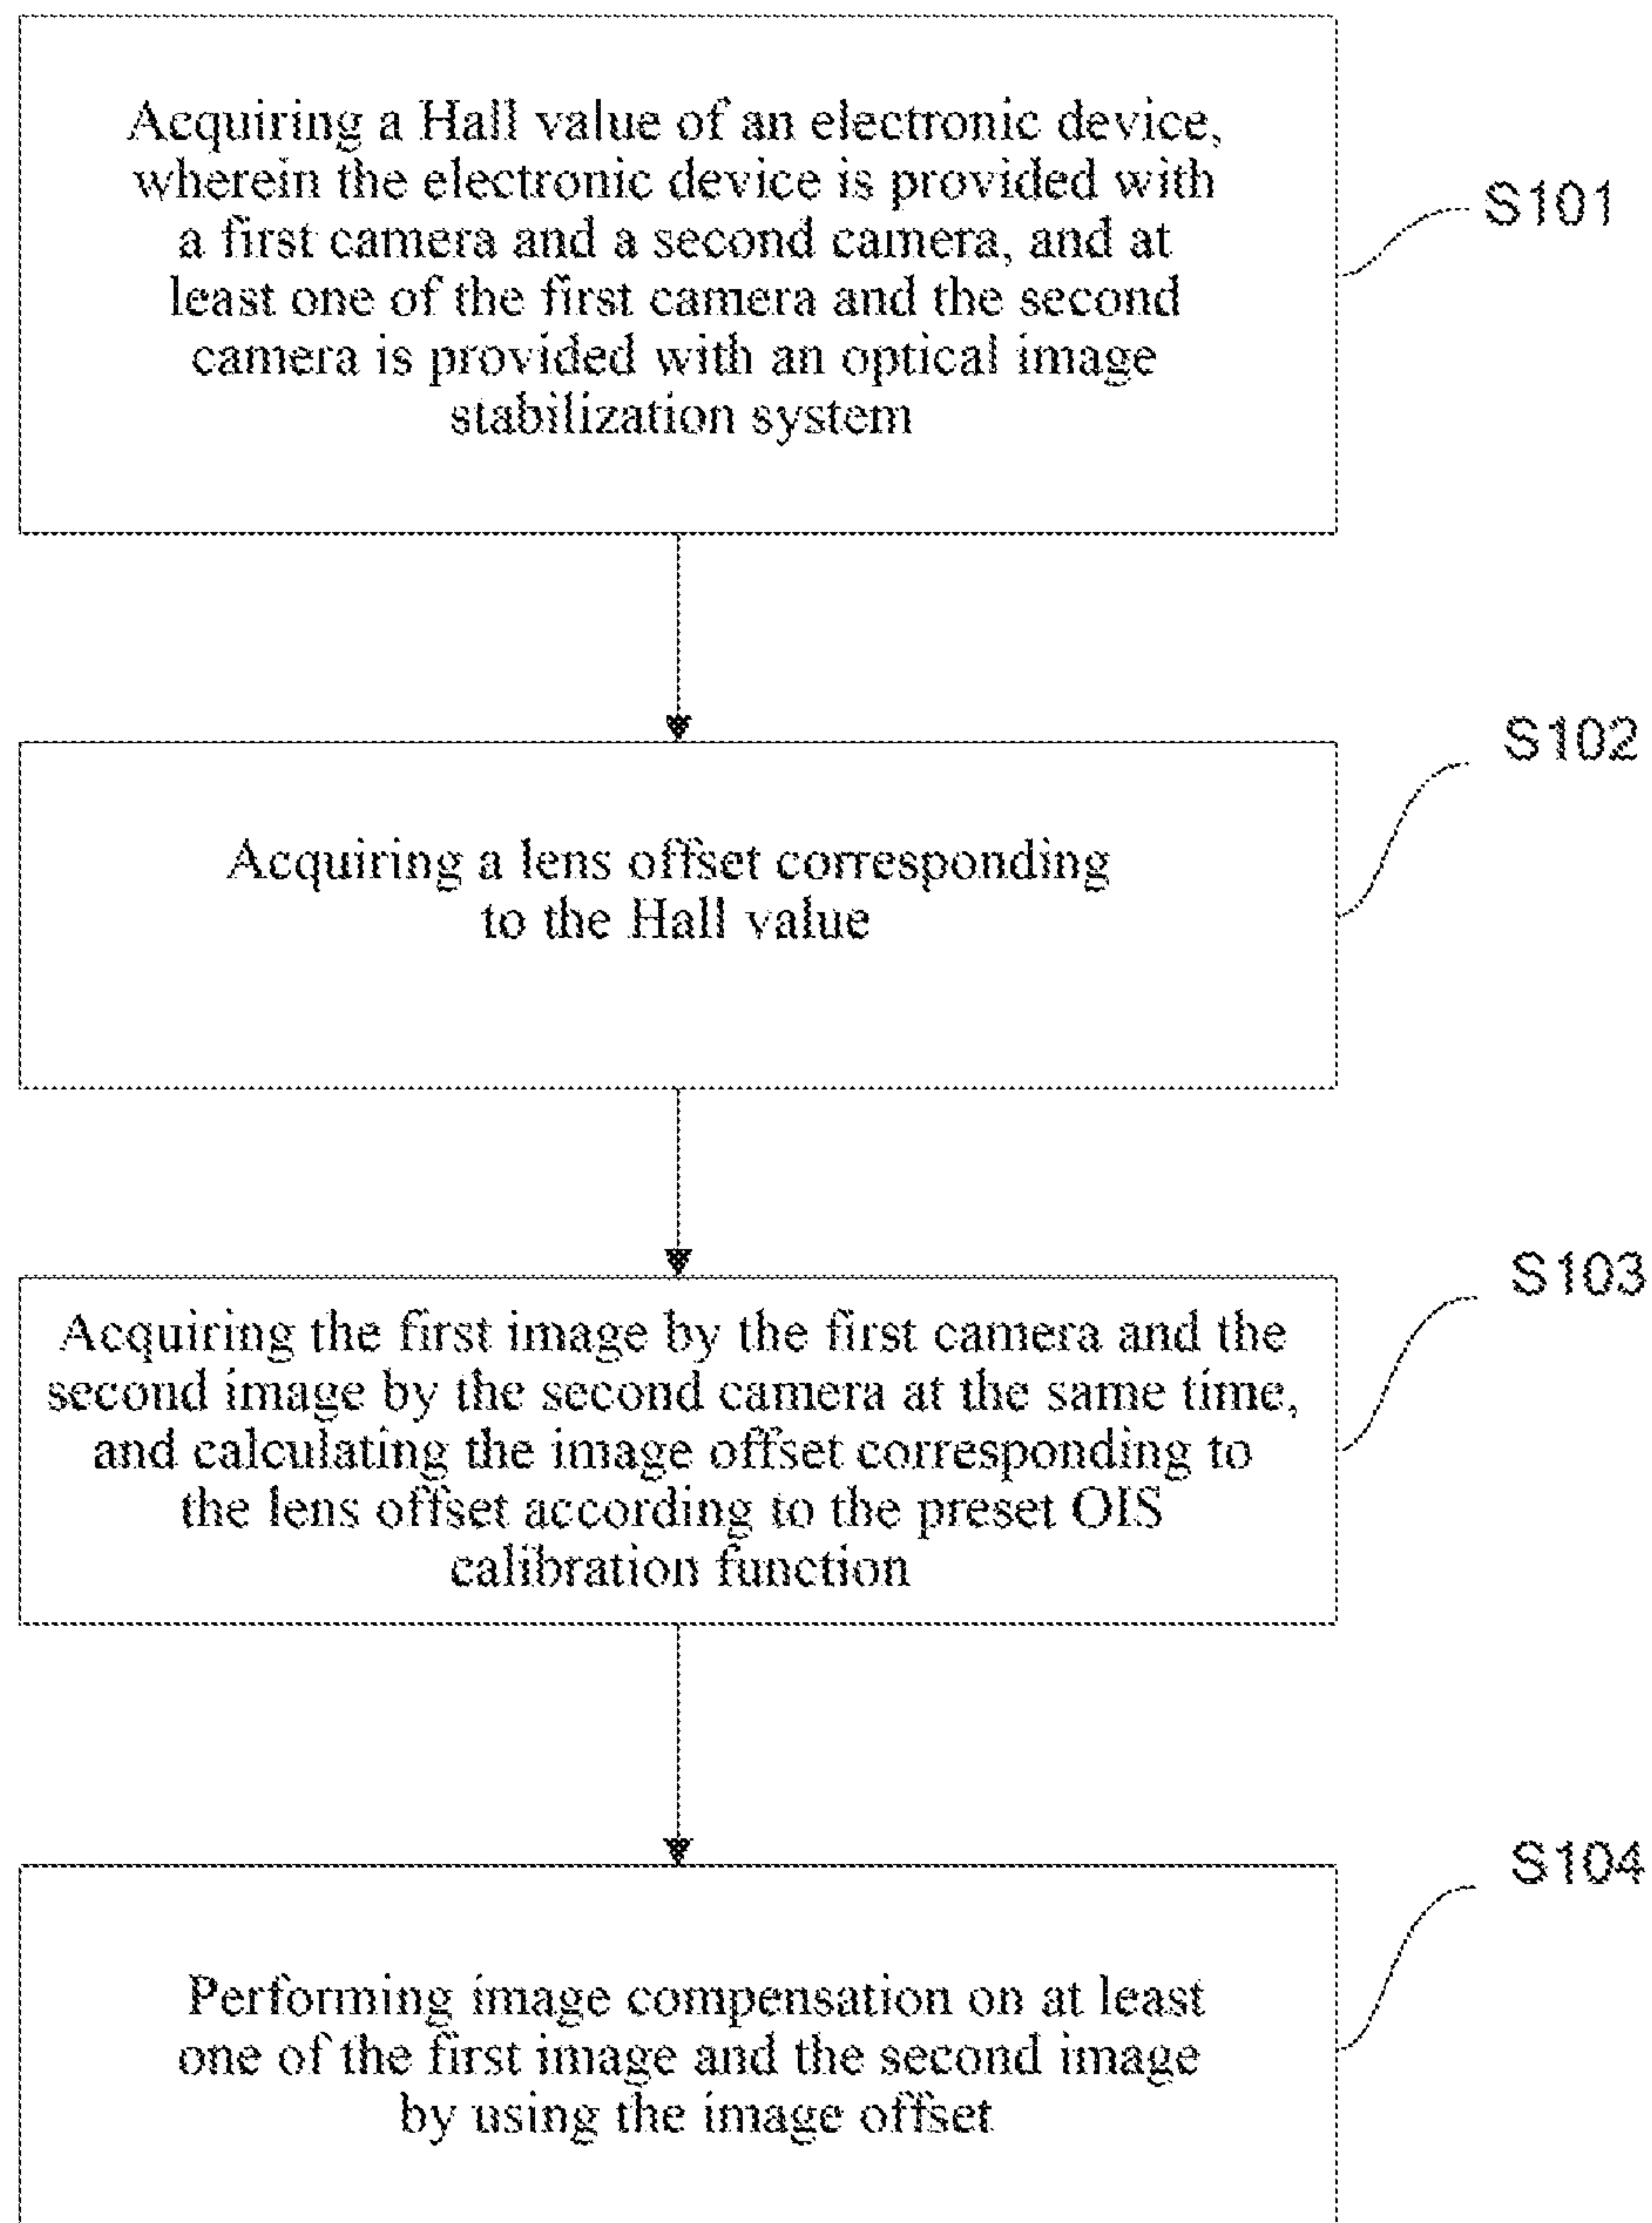 Acquiring a Hall value of an electronic device,
wherein the electronic device is provided with
a first camera and a second camera, and at
least one of the first camera and the second
camera is provided with an optical image
stabilization system
S101
Acquiring a lens offset corresponding
to the Hall value
S102
Acquiring the first image by the first camera and the
second image by the second camera at the same time,
and calculating the image offset corresponding to
the lens offset according to the preset OIS
calibration function
S103
Performing image compensation on at least
one of the first image and the second image
by using the image offset
S104